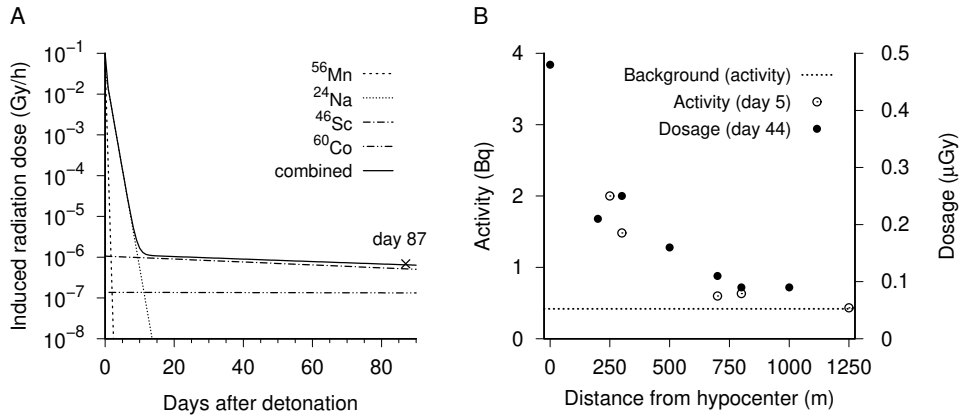 A
Induced radiation dose (Gy/h)
10⁻¹
10⁻²
10⁻³
10⁻⁴
10⁻⁵
10⁻⁶
10⁻⁷
10⁻⁸
⁵⁶Mn
²⁴Na
⁴⁶Sc
⁶⁰Co
combined
day 87
0 20 40 60 80
Days after detonation
B
Activity (Bq)
4
3
2
1
0
Background (activity)
Activity (day 5)
Dosage (day 44)
0.5
0.4
0.3
0.2
0.1
0
Dosage (μGy)
0 250 500 750 1000 1250
Distance from hypocenter (m)